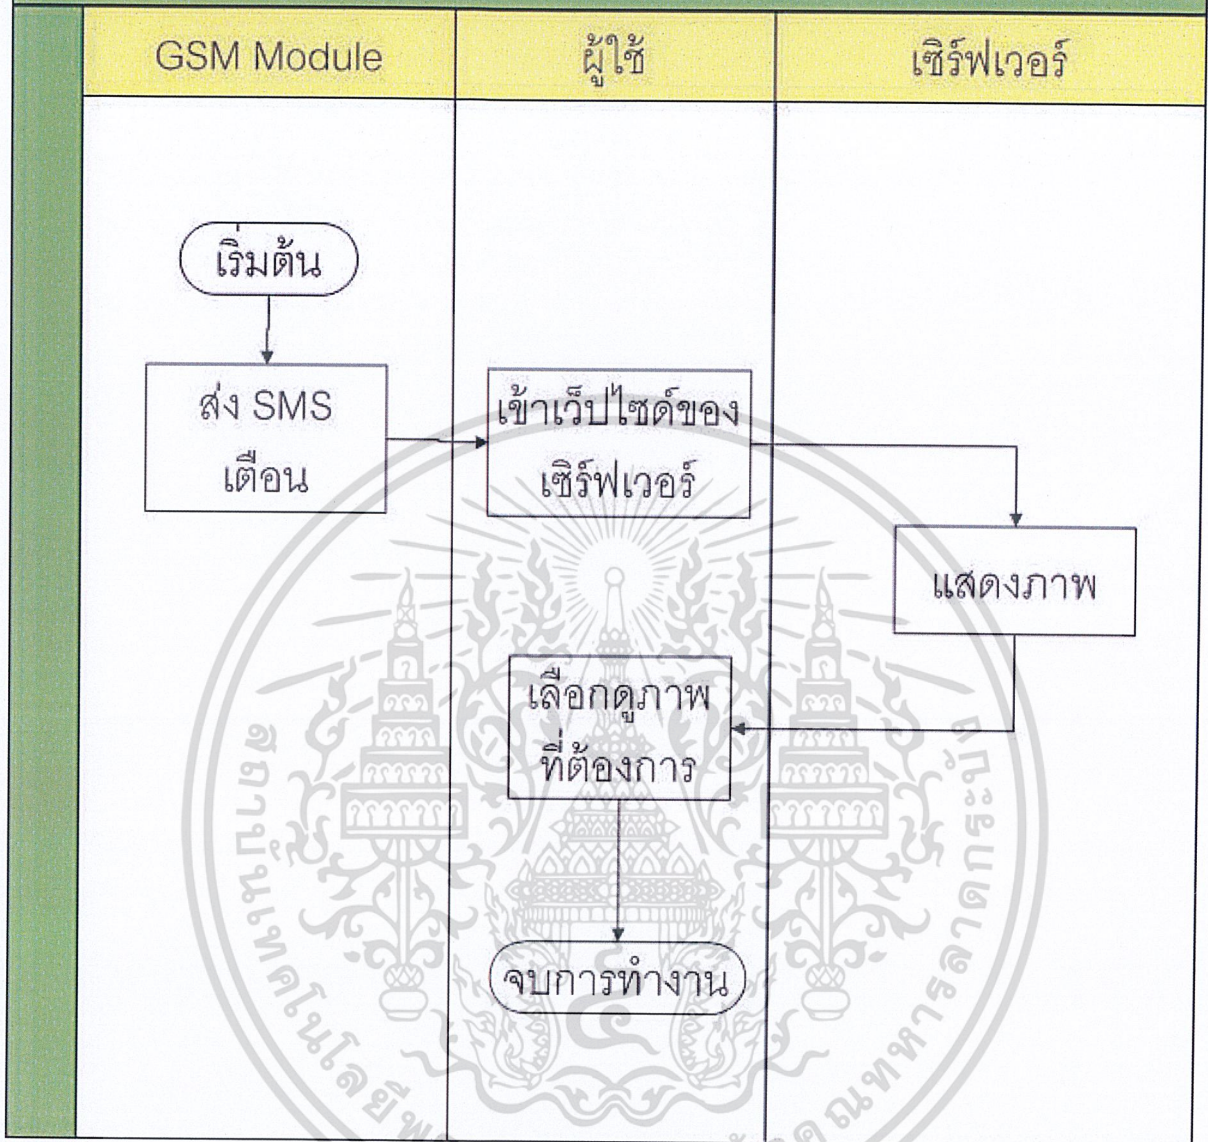 GSM Module
ผู้ใช้
เซิร์ฟเวอร์
เริ่มต้น
ส่ง SMS
เตือน
เข้าเว็ปไซด์ของ
เซิร์ฟเวอร์
แสดงภาพ
เลือกดูภาพ
ที่ต้องการ
จบการทำงาน